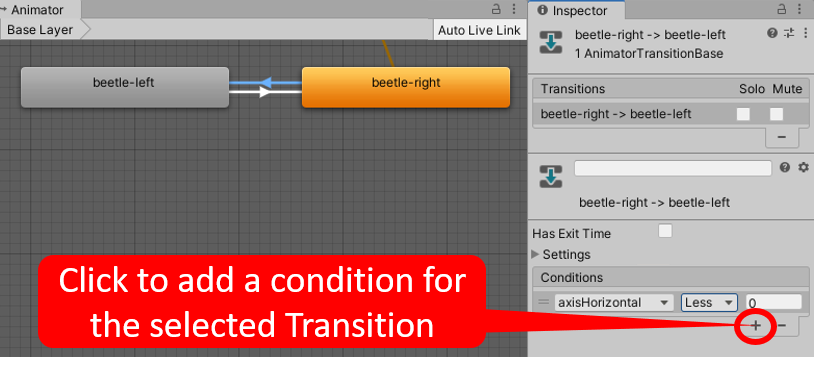 Animator
Base Layer
Auto Live Link
beetle-left
beetle-right
Click to add a condition for
the selected Transition
Inspector
beetle-right -> beetle-left
1 AnimatorTransitionBase
Transitions Solo Mute
beetle-right -> beetle-left
beetle-right -> beetle-left
Has Exit Time
Settings
Conditions
axisHorizontal Less 0